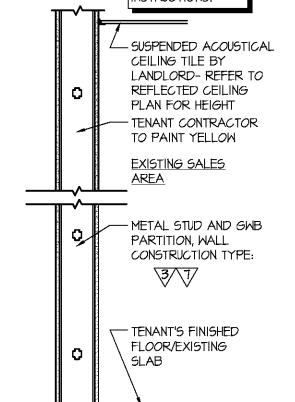 INSTRUCTIONS.
SUSPENDED ACOUSTICAL
CEILING TILE BY
LANDLORD- REFER TO
REFLECTED CEILING
PLAN FOR HEIGHT
TENANT CONTRACTOR
TO PAINT YELLOW
EXISTING SALES
AREA
METAL STUD AND GWB
PARTITION, WALL
CONSTRUCTION TYPE:
3 7
TENANT'S FINISHED
FLOOR/EXISTING
SLAB